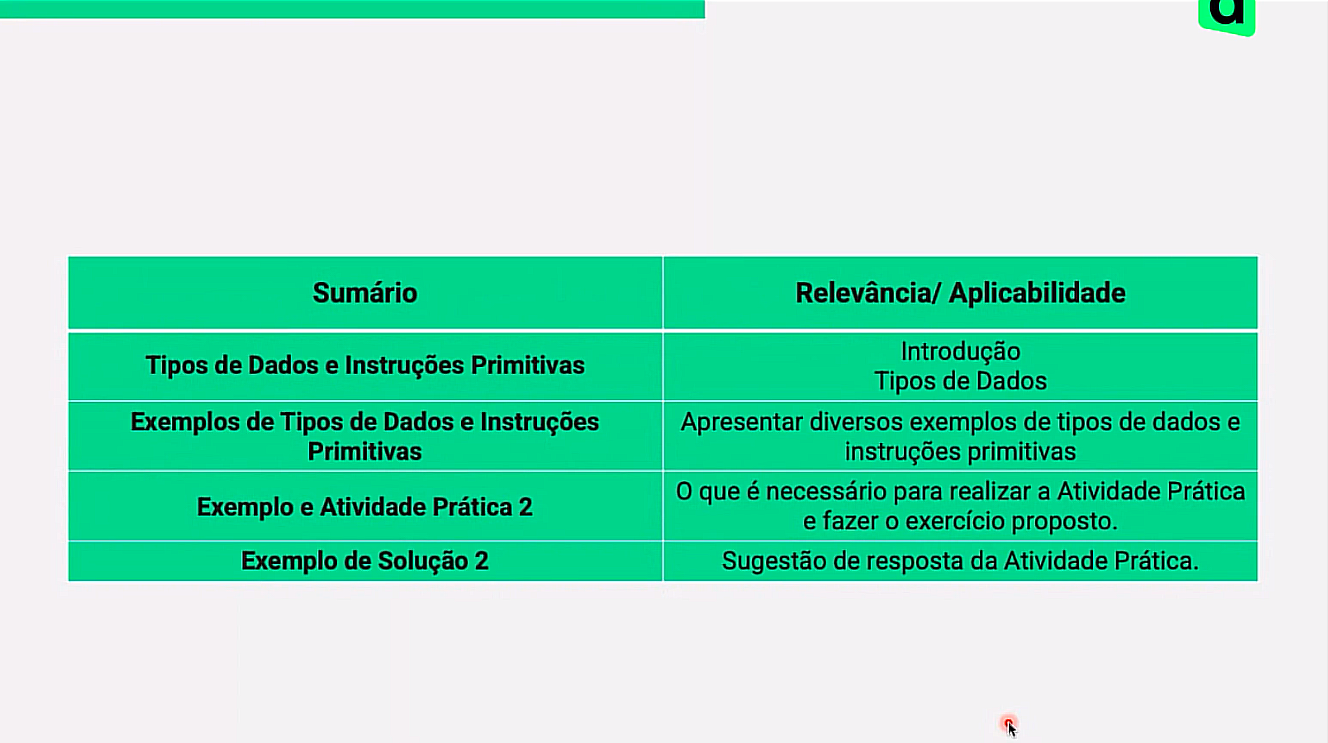 d
Sumário
Relevância/ Aplicabilidade
Tipos de Dados e Instruções Primitivas
Introdução
Tipos de Dados
Exemplos de Tipos de Dados e Instruções
Primitivas
Apresentar diversos exemplos de tipos de dados e
instruções primitivas
Exemplo e Atividade Prática 2
O que é necessário para realizar a Atividade Prática
e fazer o exercício proposto.
Exemplo de Solução 2
Sugestão de resposta da Atividade Prática.